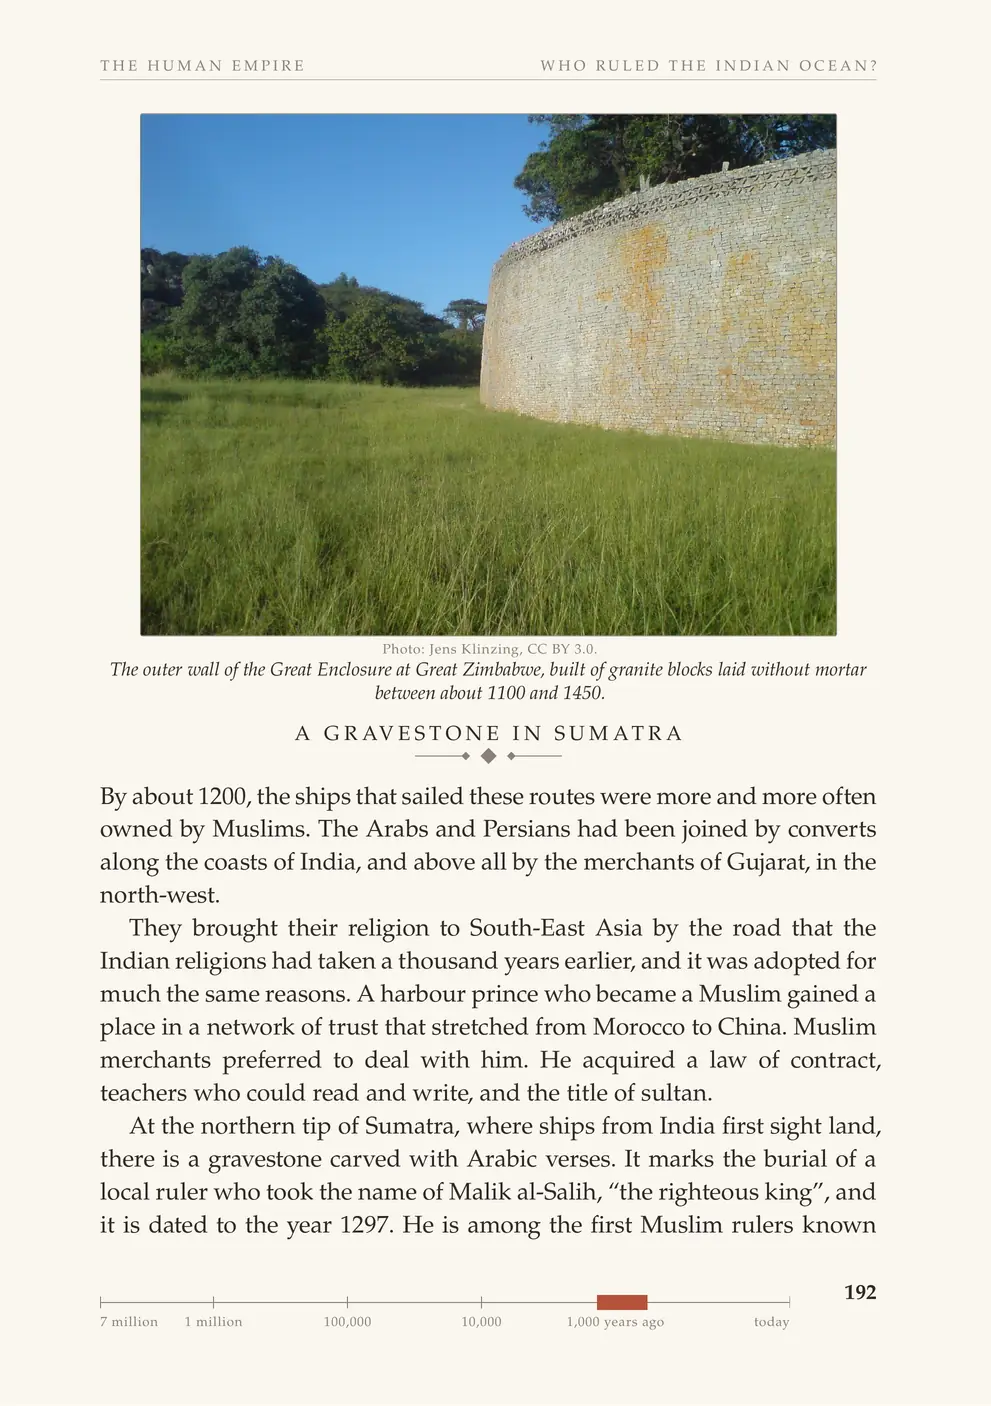 THE HUMAN EMPIRE
WHO RULED THE INDIAN OCEAN?
Photo: Jens Klinzing, CC BY 3.0.
The outer wall of the Great Enclosure at Great Zimbabwe, built of granite blocks laid without mortar
between about 1100 and 1450.
A GRAVESTONE IN SUMATRA
By about 1200, the ships that sailed these routes were more and more often
owned by Muslims. The Arabs and Persians had been joined by converts
along the coasts of India, and above all by the merchants of Gujarat, in the
north-west.
They brought their religion to South-East Asia by the road that the
Indian religions had taken a thousand years earlier, and it was adopted for
much the same reasons. A harbour prince who became a Muslim gained a
place in a network of trust that stretched from Morocco to China. Muslim
merchants preferred to deal with him. He acquired a law of contract,
teachers who could read and write, and the title of sultan.
At the northern tip of Sumatra, where ships from India first sight land,
there is a gravestone carved with Arabic verses. It marks the burial of a
local ruler who took the name of Malik al-Salih, “the righteous king”, and
it is dated to the year 1297. He is among the first Muslim rulers known
192
7 million 1 million 100,000 10,000 1,000 years ago today